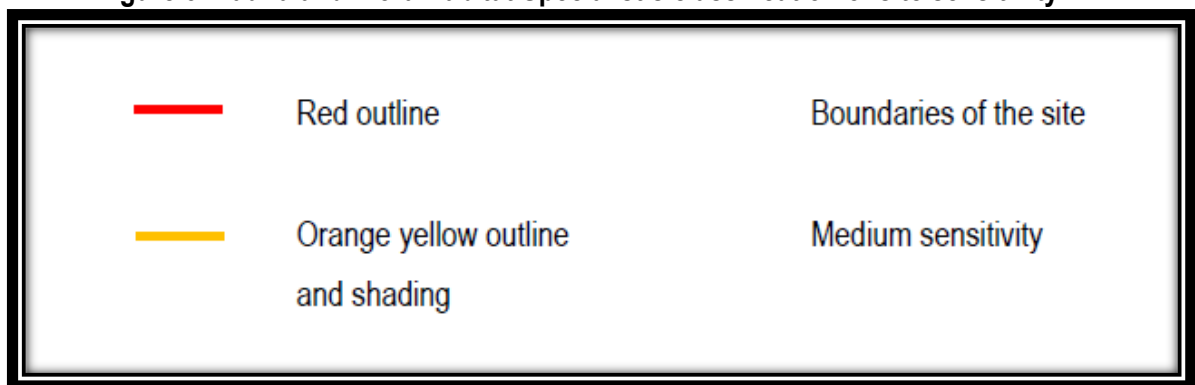 Red outline Boundaries of the site
Orange yellow outline Medium sensitivity
and shading